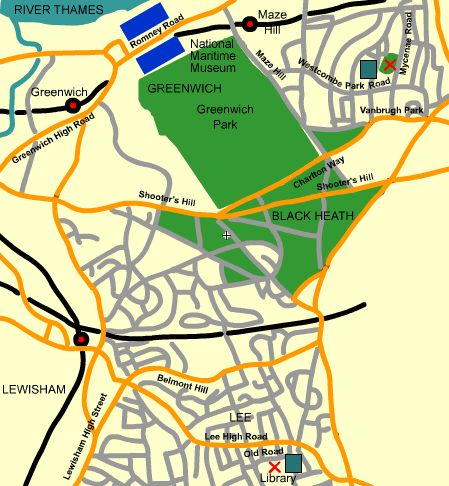 RIVER THAMES
Romney Road
Maze
Hill
Mycenae Road
National
Maritime
Museum
Maze Hill
Westcombe Park Road
Greenwich
GREENWICH
Greenwich
Park
Vanbrugh Park
Greenwich High Road
Charlton Way
Shooter's Hill
Shooter's Hill
BLACK HEATH
LEWISHAM
Belmont Hill
Lewisham High Street
LEE
Lee High Road
Old Road
Library